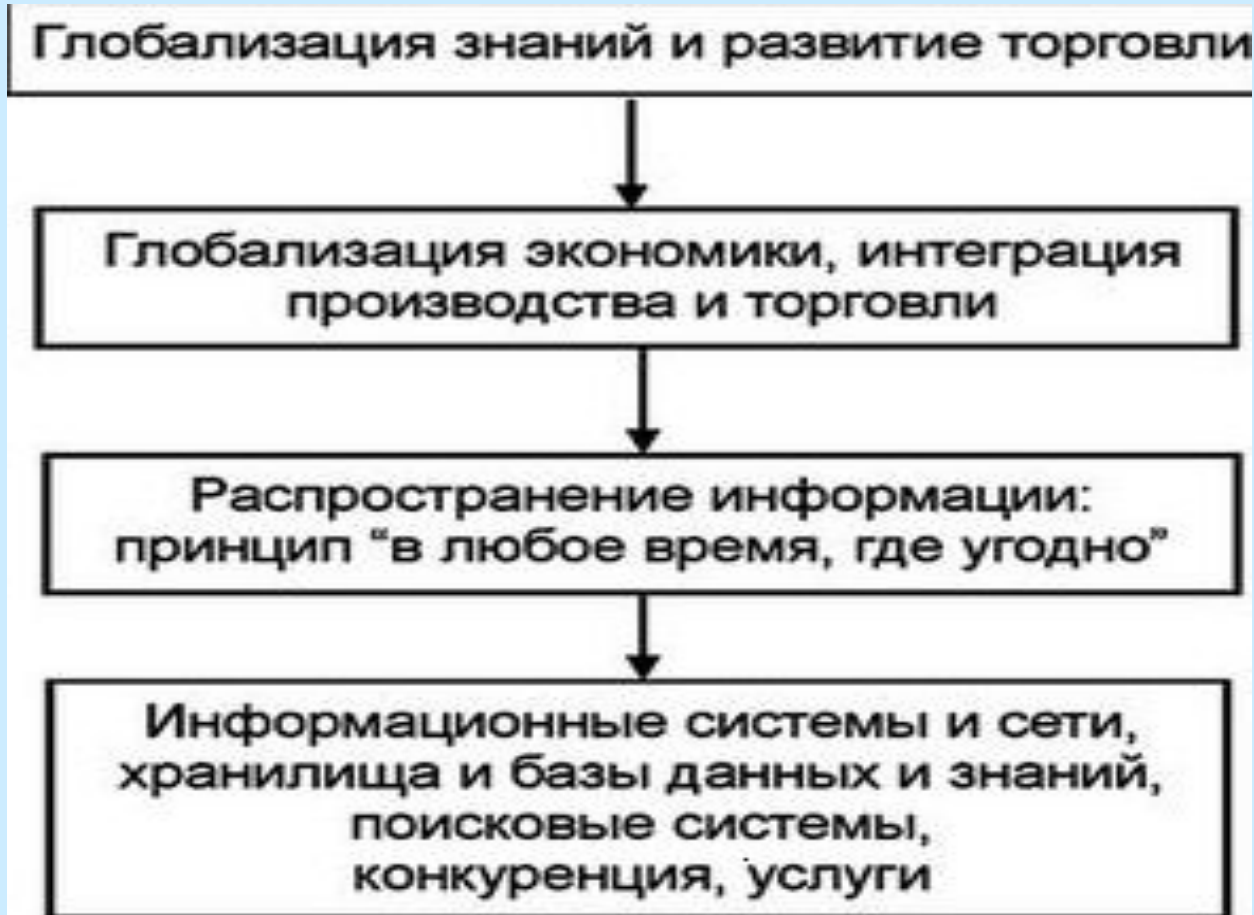 Глобализация знаний и развитие торговли
Глобализация экономики, интеграция
производства и торговли
Распространение информации:
принцип “в любое время, где угодно”
Информационные системы и сети,
хранилища и базы данных и знаний,
поисковые системы,
конкуренция, услуги